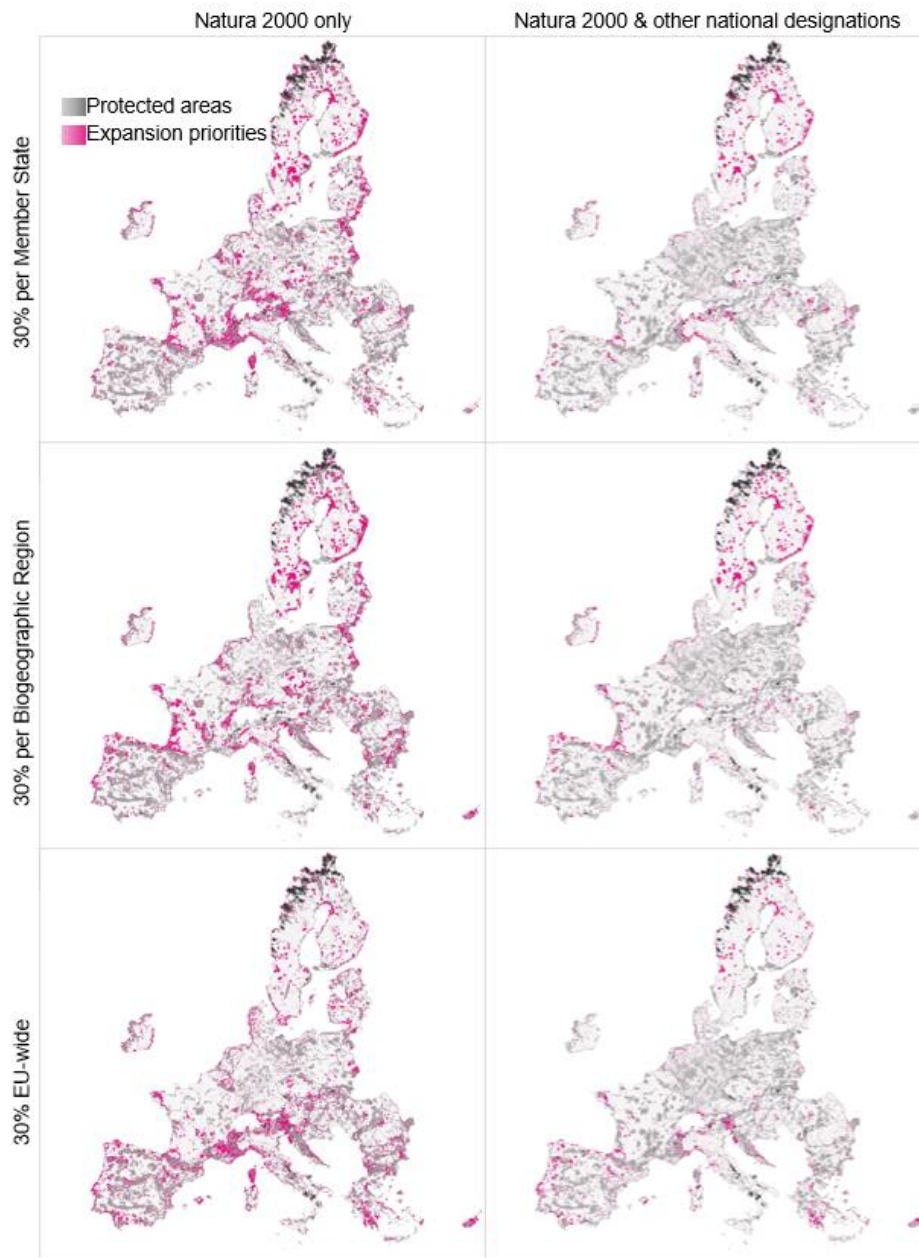 Natura 2000 only
Natura 2000 & other national designations
Protected areas
Expansion priorities
30% per Member State
30% per Biogeographic Region
30% EU-wide